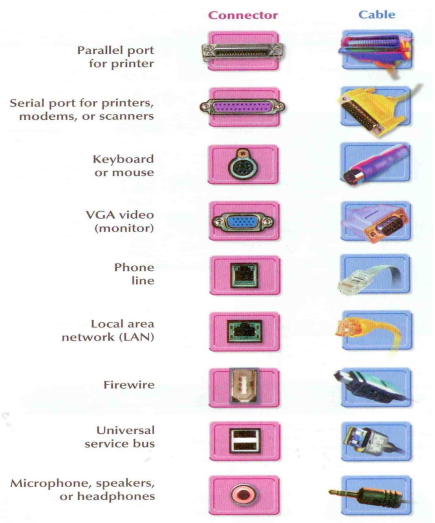 Connector Cable
Parallel port
for printer
Serial port for printers,
modems, or scanners
Keyboard
or mouse
VGA video
(monitor)
Phone
line
Local area
network (LAN)
Firewire
Universal
service bus
Microphone, speakers,
or headphones